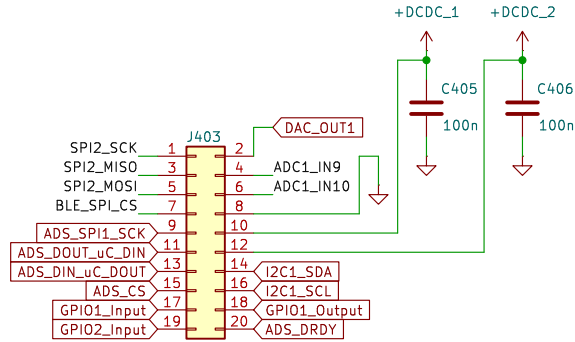 +DCDC_1 +DCDC_2
C405 C406
100n 100n
J403
DAC_OUT1
SPI2_SCK 1 2
SPI2_MISO 3 4 ADC1_IN9
SPI2_MOSI 5 6 ADC1_IN10
BLE_SPI_CS 7 8
ADS_SPI1_SCK 9 10
ADS_DOUT_uC_DIN 11 12
ADS_DIN_uC_DOUT 13 14 I2C1_SDA
ADS_CS 15 16 I2C1_SCL
GPIO1_Input 17 18 GPIO1_Output
GPIO2_Input 19 20 ADS_DRDY